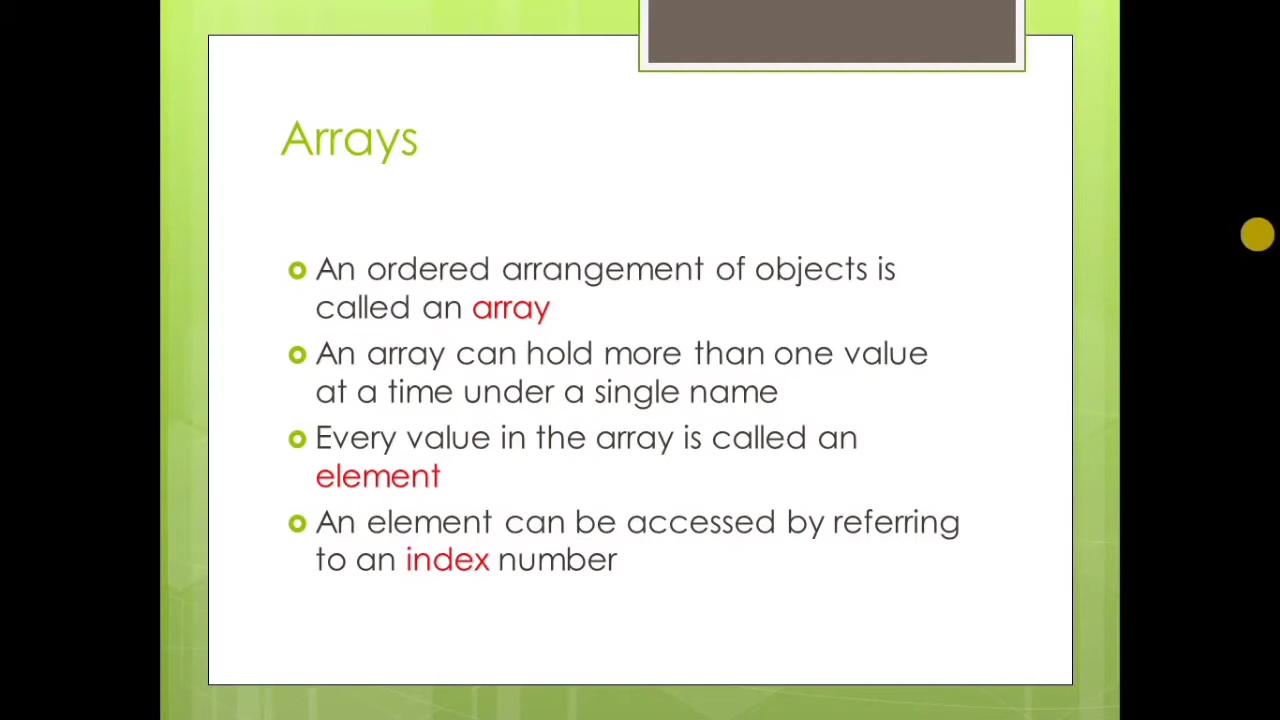 Arrays
An ordered arrangement of objects is
called an array
An array can hold more than one value
at a time under a single name
Every value in the array is called an
element
An element can be accessed by referring
to an index number